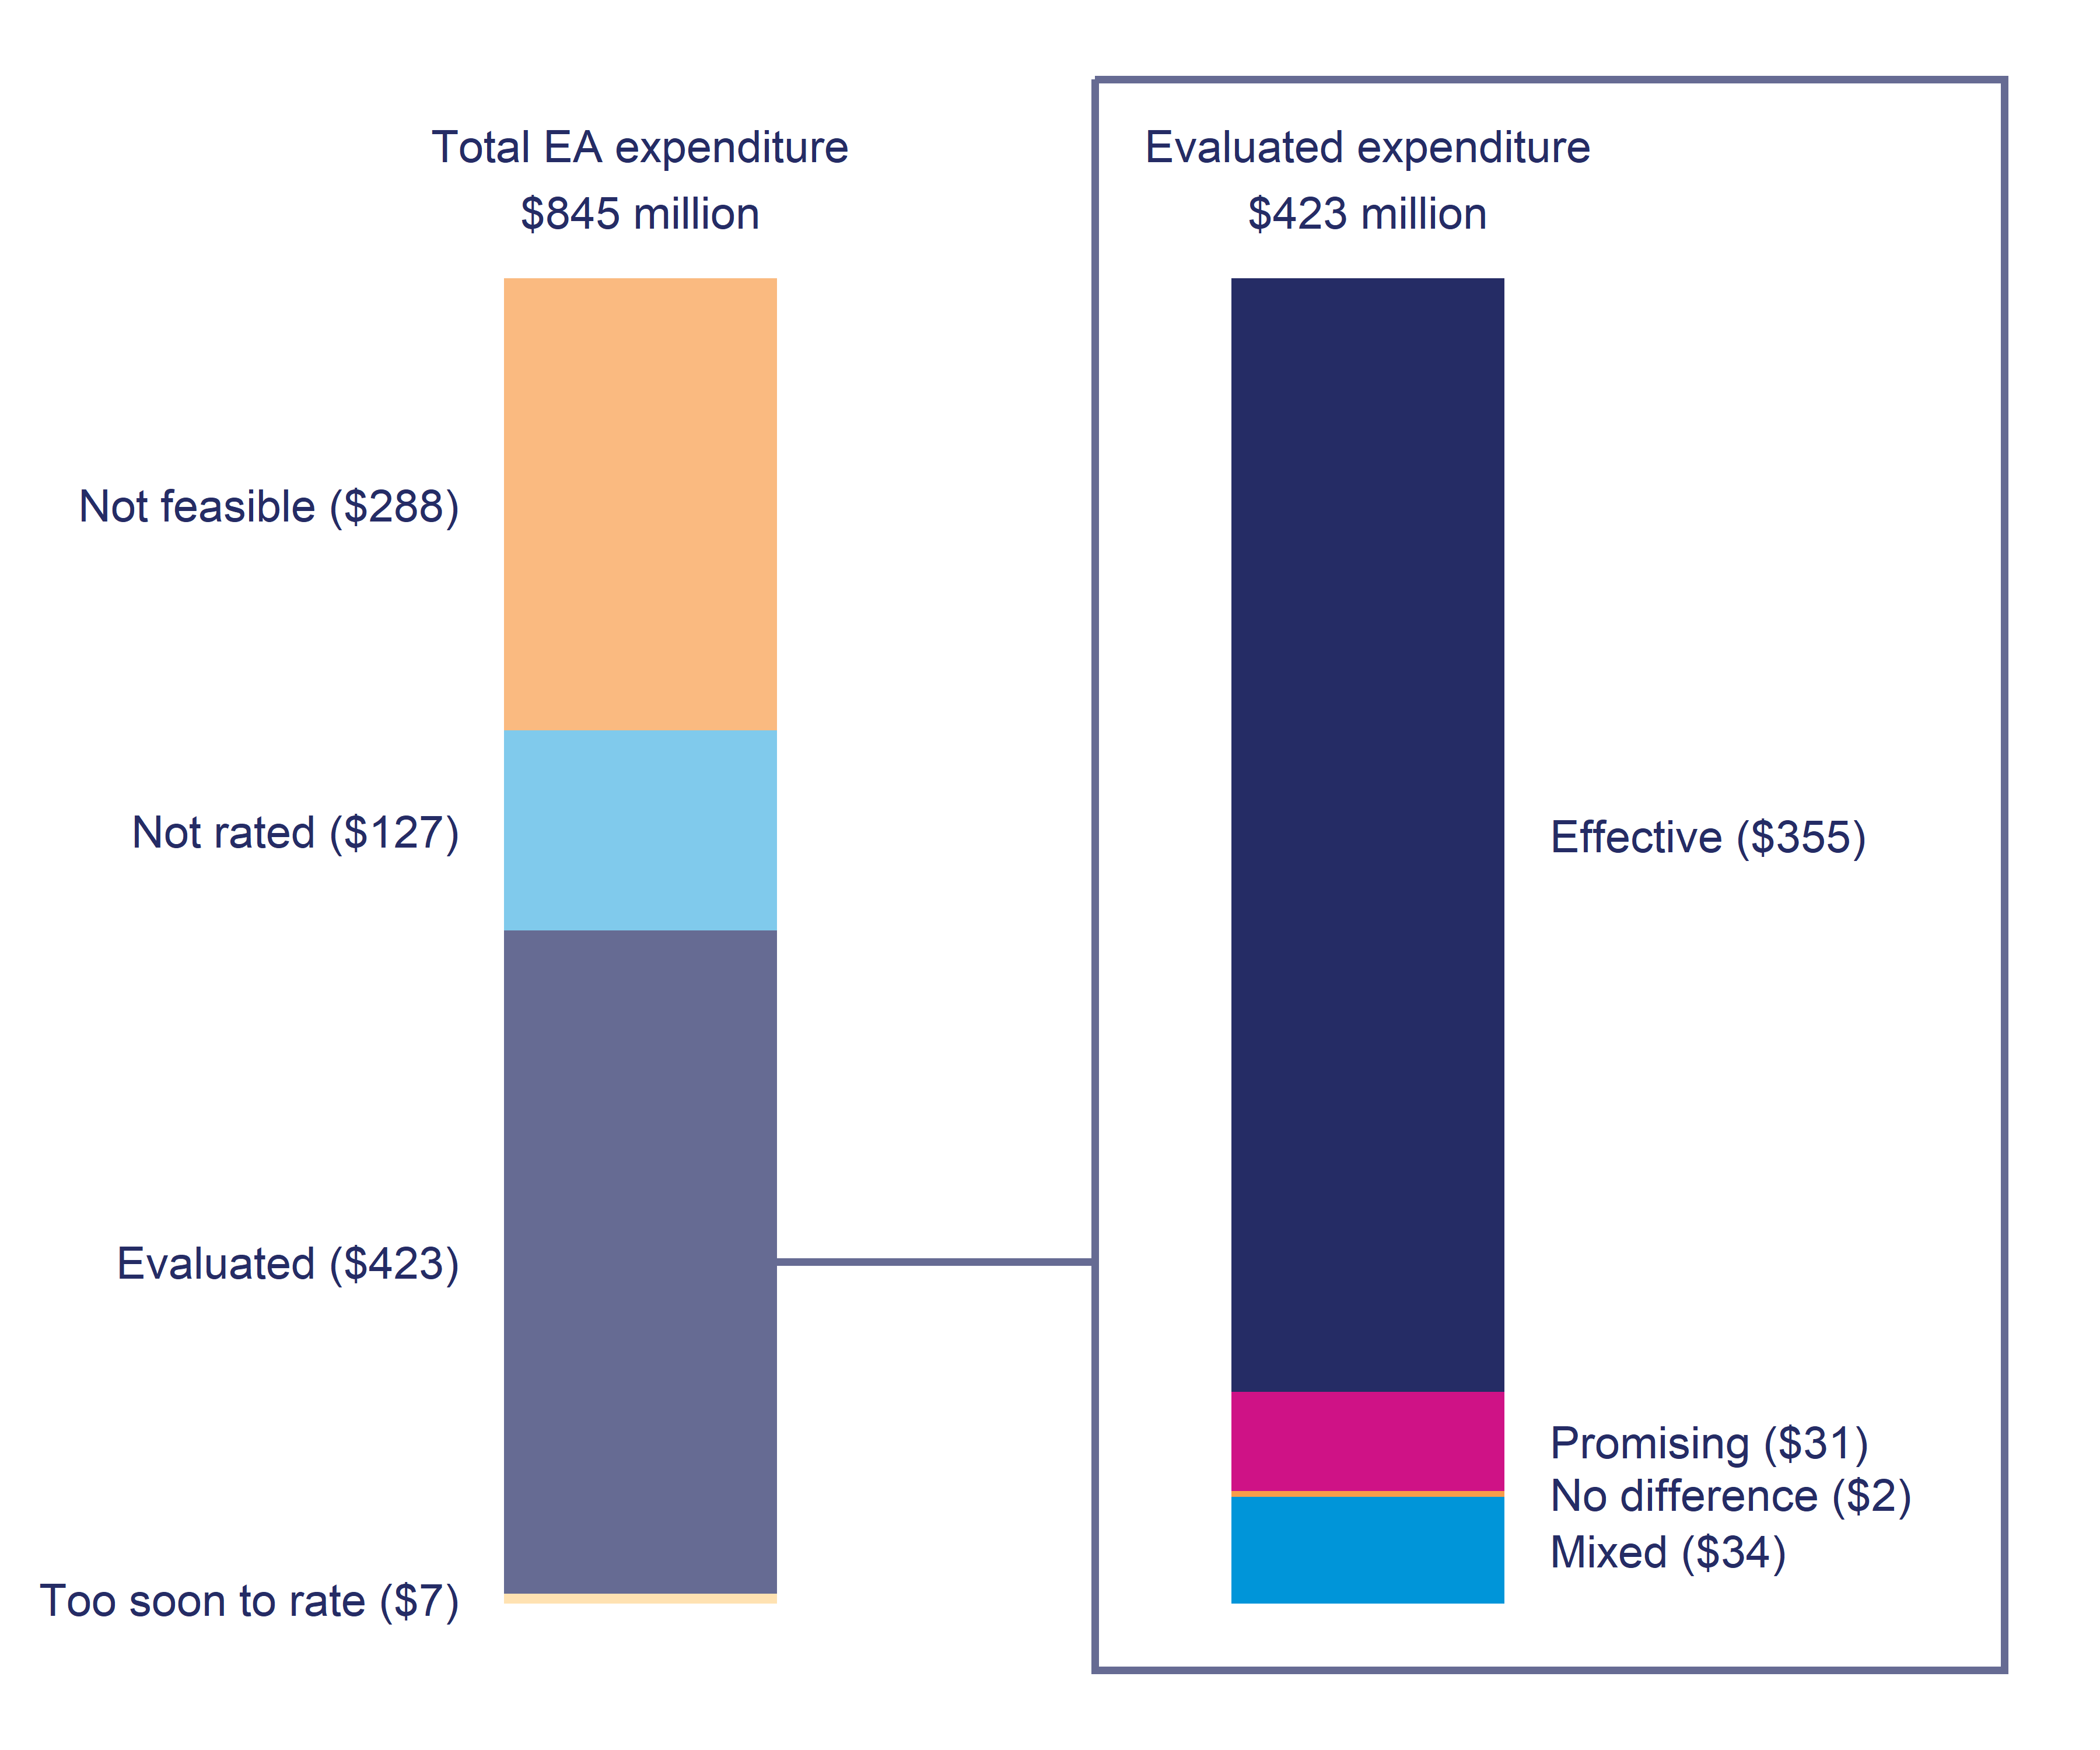 Total EA expenditure
$845 million
Not feasible ($288)
Not rated ($127)
Evaluated ($423)
Too soon to rate ($7)
Evaluated expenditure
$423 million
Effective ($355)
Promising ($31)
No difference ($2)
Mixed ($34)